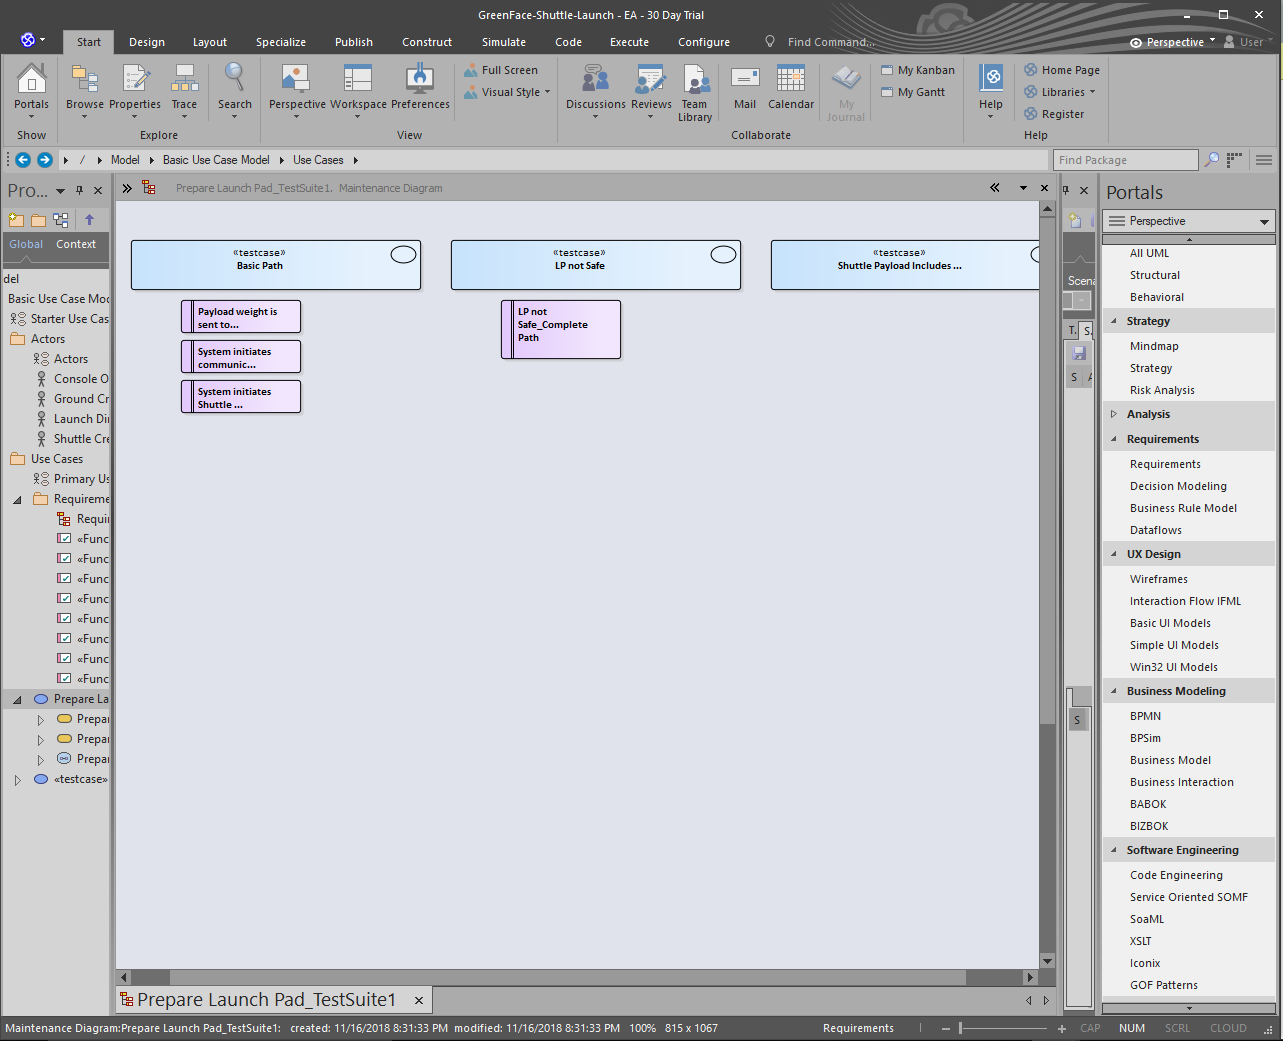 GreenFace-Shuttle-Launch - EA - 30 Day Trial
Start Design Layout Specialize Publish Construct Simulate Code Execute Configure Find Command... Perspective User
Portals
Show
Browse Properties Trace Search
Explore
Perspective Workspace Preferences
Full Screen
Visual Style
View
Discussions Reviews Team Library
Mail Calendar My Journal
My Kanban
My Gantt
Collaborate
Help
Home Page
Libraries
Register
Help
/ Model Basic Use Case Model Use Cases
Find Package
Pro...
Global Context
del
Basic Use Case Mod
Starter Use Cas
Actors
Actors
Console O
Ground Cr
Launch Di
Shuttle Cre
Use Cases
Primary Us
Requireme
Requi
«Func
«Func
«Func
«Func
«Func
«Func
«Func
«Func
Prepare La
Prepa
Prepa
Prepa
«testcase»
Prepare Launch Pad_TestSuite1. Maintenance Diagram
«testcase»
Basic Path
Payload weight is
sent to...
System initiates
communic...
System initiates
Shuttle ...
«testcase»
LP not Safe
LP not
Safe_Complete
Path
«testcase»
Shuttle Payload Includes ...
Prepare Launch Pad_TestSuite1
Scena
T. S.
S A
S
Portals
Perspective
All UML
Structural
Behavioral
Strategy
Mindmap
Strategy
Risk Analysis
Analysis
Requirements
Requirements
Decision Modeling
Business Rule Model
Dataflows
UX Design
Wireframes
Interaction Flow IFML
Basic UI Models
Simple UI Models
Win32 UI Models
Business Modeling
BPMN
BPSim
Business Model
Business Interaction
BABOK
BIZBOK
Software Engineering
Code Engineering
Service Oriented SOMF
SoaML
XSLT
Iconix
GOF Patterns
Maintenance Diagram:Prepare Launch Pad_TestSuite1: created: 11/16/2018 8:31:33 PM modified: 11/16/2018 8:31:33 PM 100% 815 x 1067 Requirements CAP NUM SCRL CLOUD